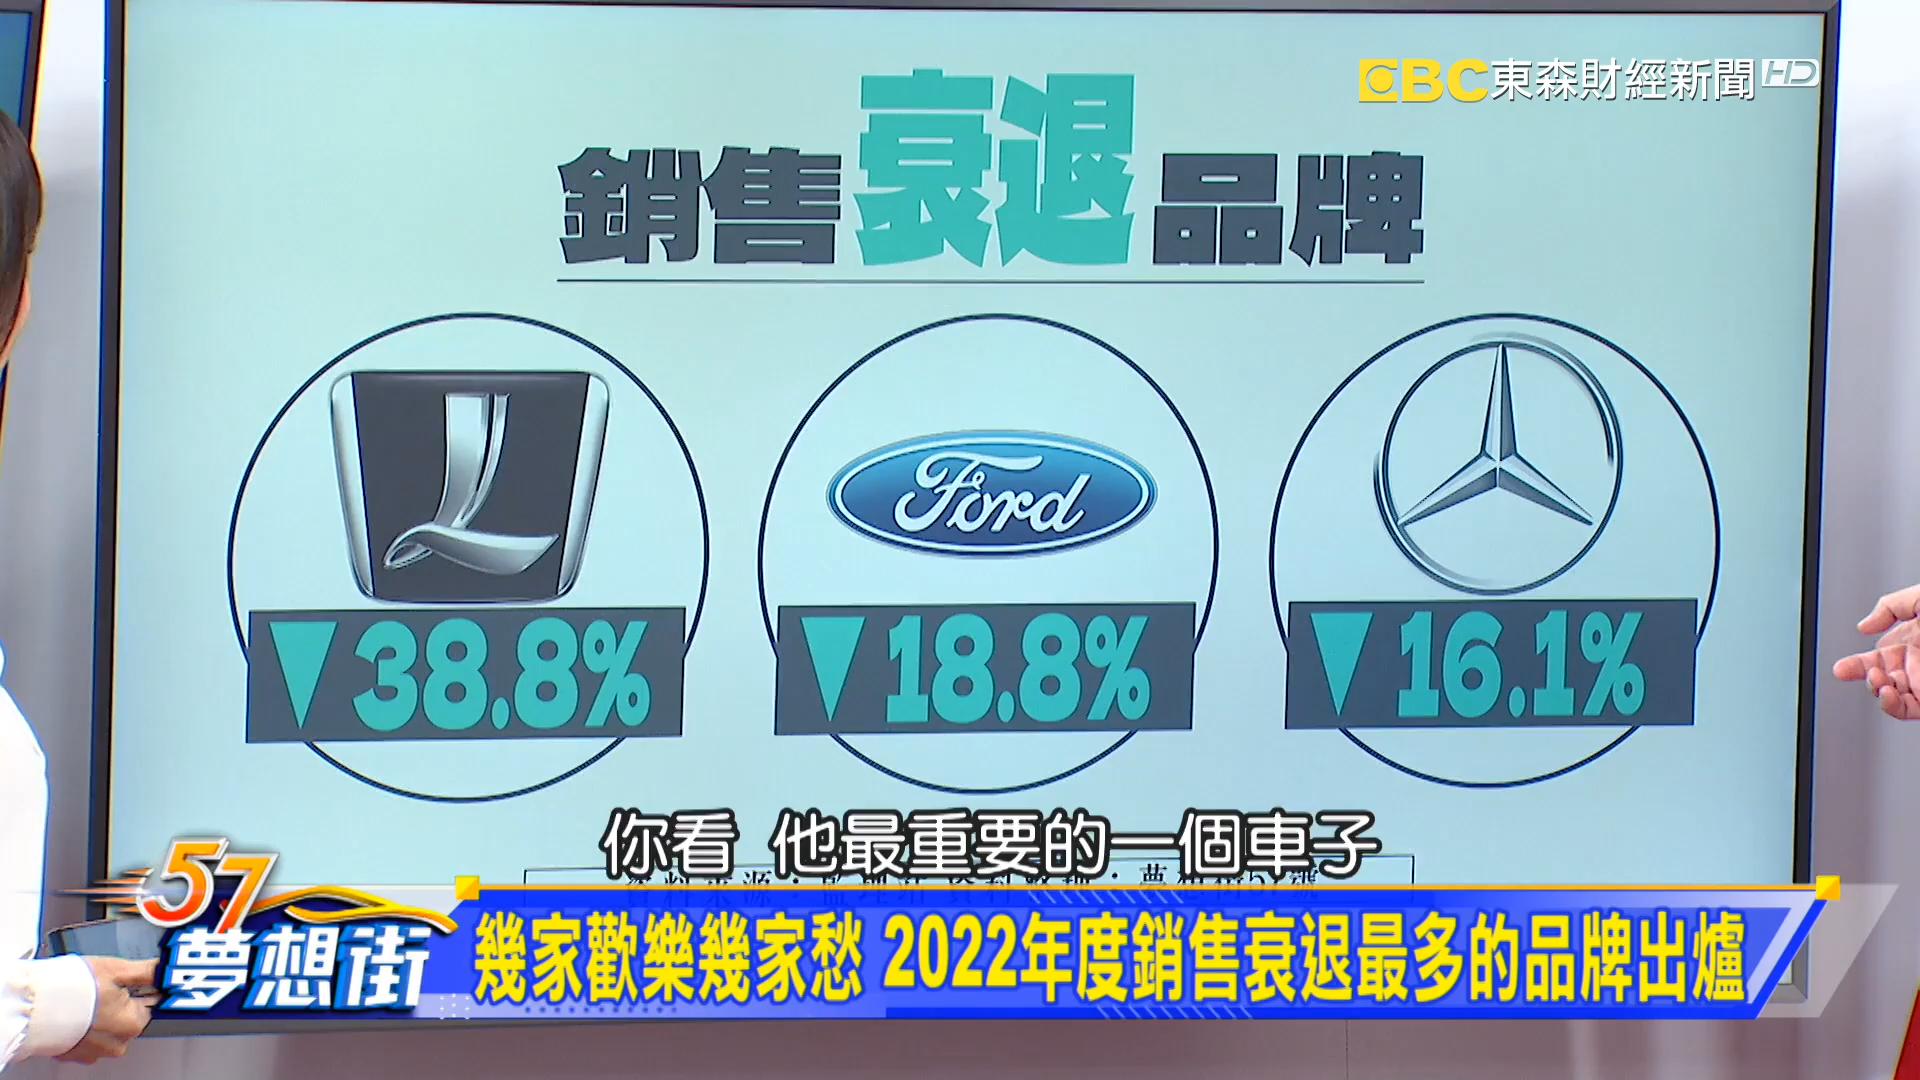 EBC東森財經新聞HD
銷售衰退品牌
Ford
▼38.8%
▼18.8%
▼16.1%
你看 他最重要的一個車子
57夢想街
幾家歡樂幾家愁 2022年度銷售衰退最多的品牌出爐